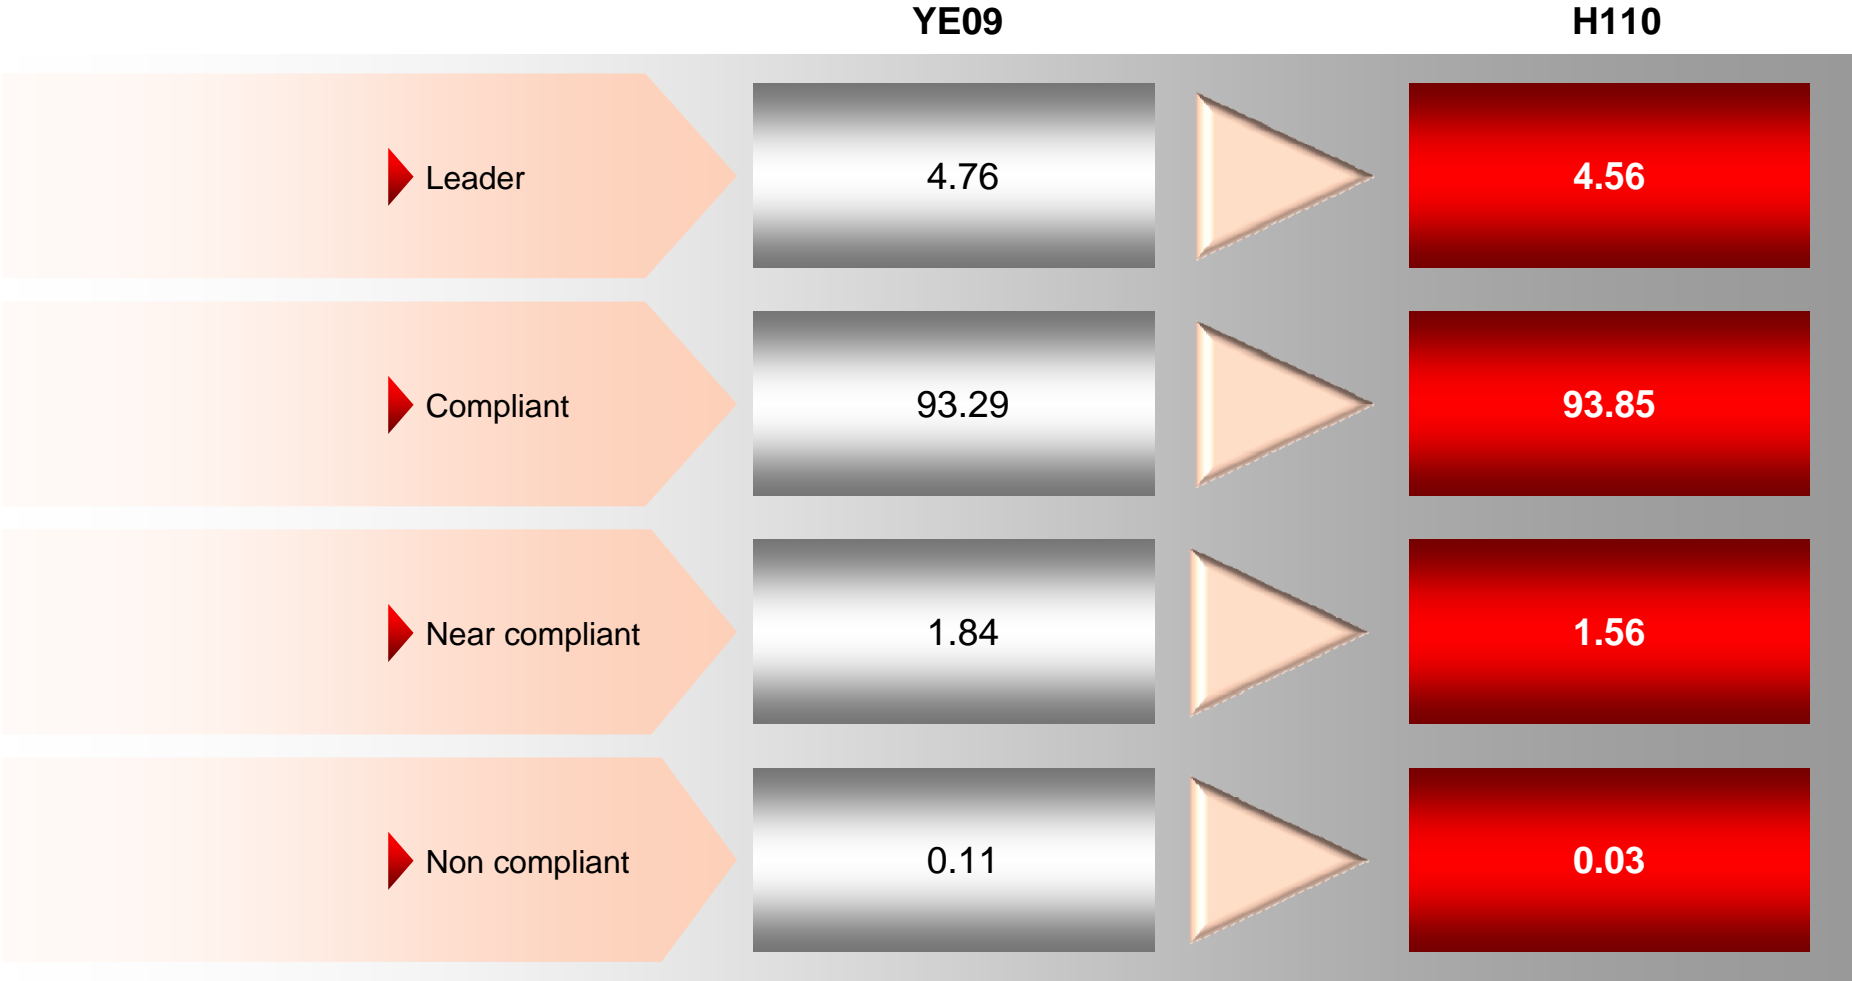 YE09 H110
Leader 4.76 4.56
Compliant 93.29 93.85
Near compliant 1.84 1.56
Non compliant 0.11 0.03